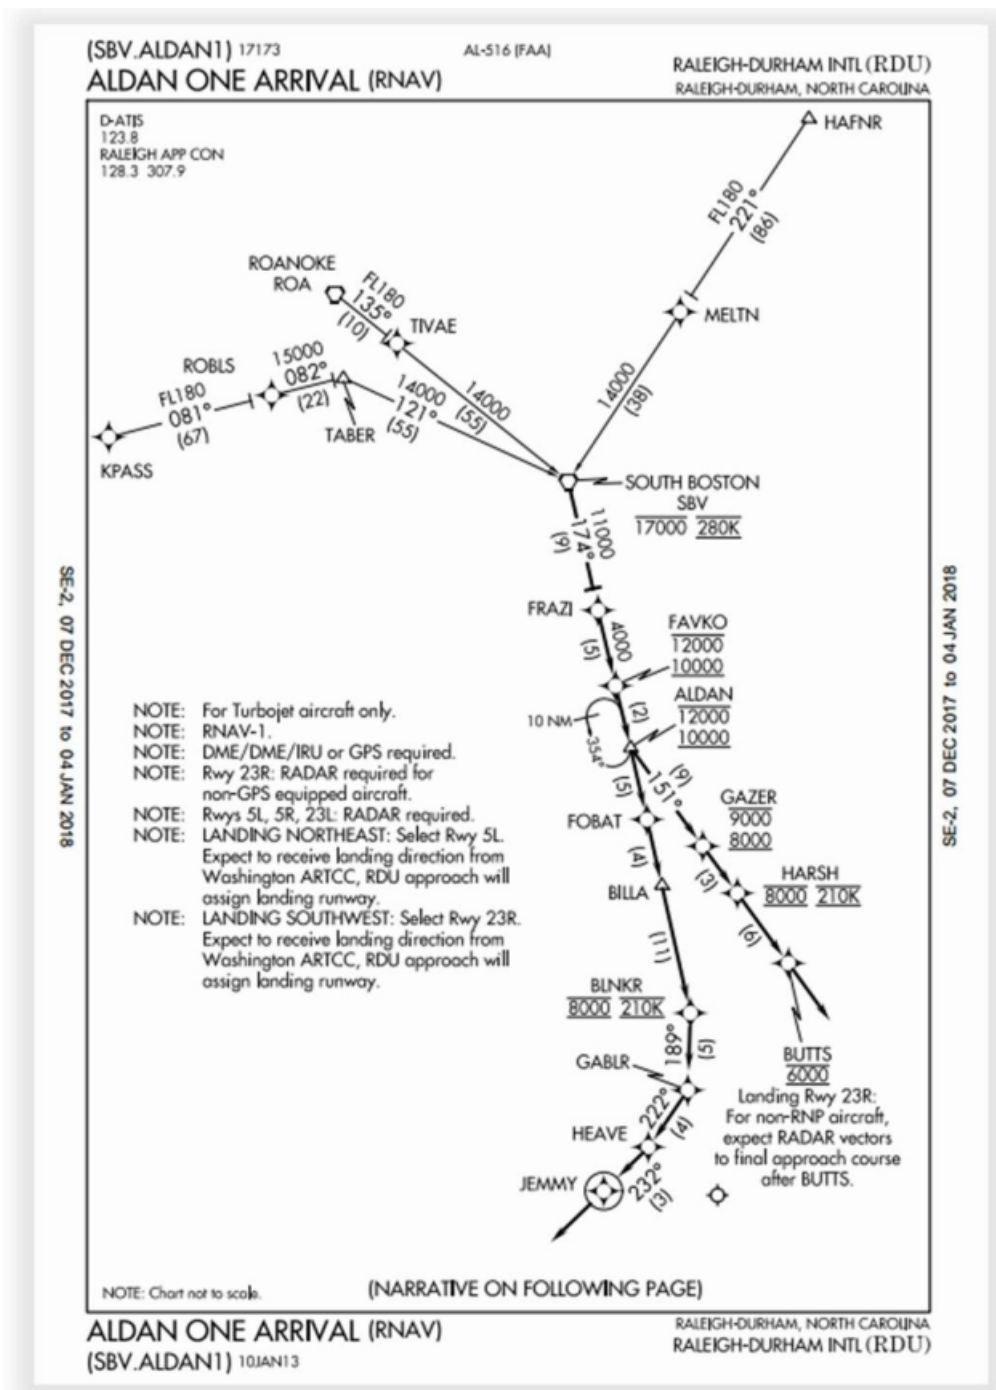 (SBV.ALDAN1) 17173
AL-516 (FAA)
RALEIGH-DURHAM INTL (RDU)
ALDAN ONE ARRIVAL (RNAV)
RALEIGH-DURHAM, NORTH CAROLINA
D-ATIS
123.8
RALEIGH APP CON
128.3 307.9
HAFNR
FL180
221°
(86)
MELTN
14000
(38)
ROANOKE
ROA
FL180
135°
(10)
TIVAE
14000
(55)
ROBLS
15000
082°
(22)
TABER
14000
121°
(55)
FL180
081°
(67)
KPASS
SOUTH BOSTON
SBV
17000 280K
11000
174°
(9)
FRAZI
4000
(5)
FAVKO
12000
10000
(2)
ALDAN
12000
10000
10 NM
354°
(5)
(9)
151°
FOBAT
GAZER
9000
8000
(4)
(3)
BILLA
HARSH
8000 210K
(11)
(6)
BLNKR
8000 210K
189°
(5)
BUTTS
6000
GABLR
222°
(4)
HEAVE
232°
(3)
JEMMY
Landing Rwy 23R:
For non-RNP aircraft,
expect RADAR vectors
to final approach course
after BUTTS.
NOTE: For Turbojet aircraft only.
NOTE: RNAV-1.
NOTE: DME/DME/IRU or GPS required.
NOTE: Rwy 23R: RADAR required for
non-GPS equipped aircraft.
NOTE: Rwys 5L, 5R, 23L: RADAR required.
NOTE: LANDING NORTHEAST: Select Rwy 5L.
Expect to receive landing direction from
Washington ARTCC, RDU approach will
assign landing runway.
NOTE: LANDING SOUTHWEST: Select Rwy 23R.
Expect to receive landing direction from
Washington ARTCC, RDU approach will
assign landing runway.
SE-2, 07 DEC 2017 to 04 JAN 2018
SE-2, 07 DEC 2017 to 04 JAN 2018
NOTE: Chart not to scale.
(NARRATIVE ON FOLLOWING PAGE)
ALDAN ONE ARRIVAL (RNAV)
RALEIGH-DURHAM, NORTH CAROLINA
(SBV.ALDAN1) 10JAN13
RALEIGH-DURHAM INTL (RDU)